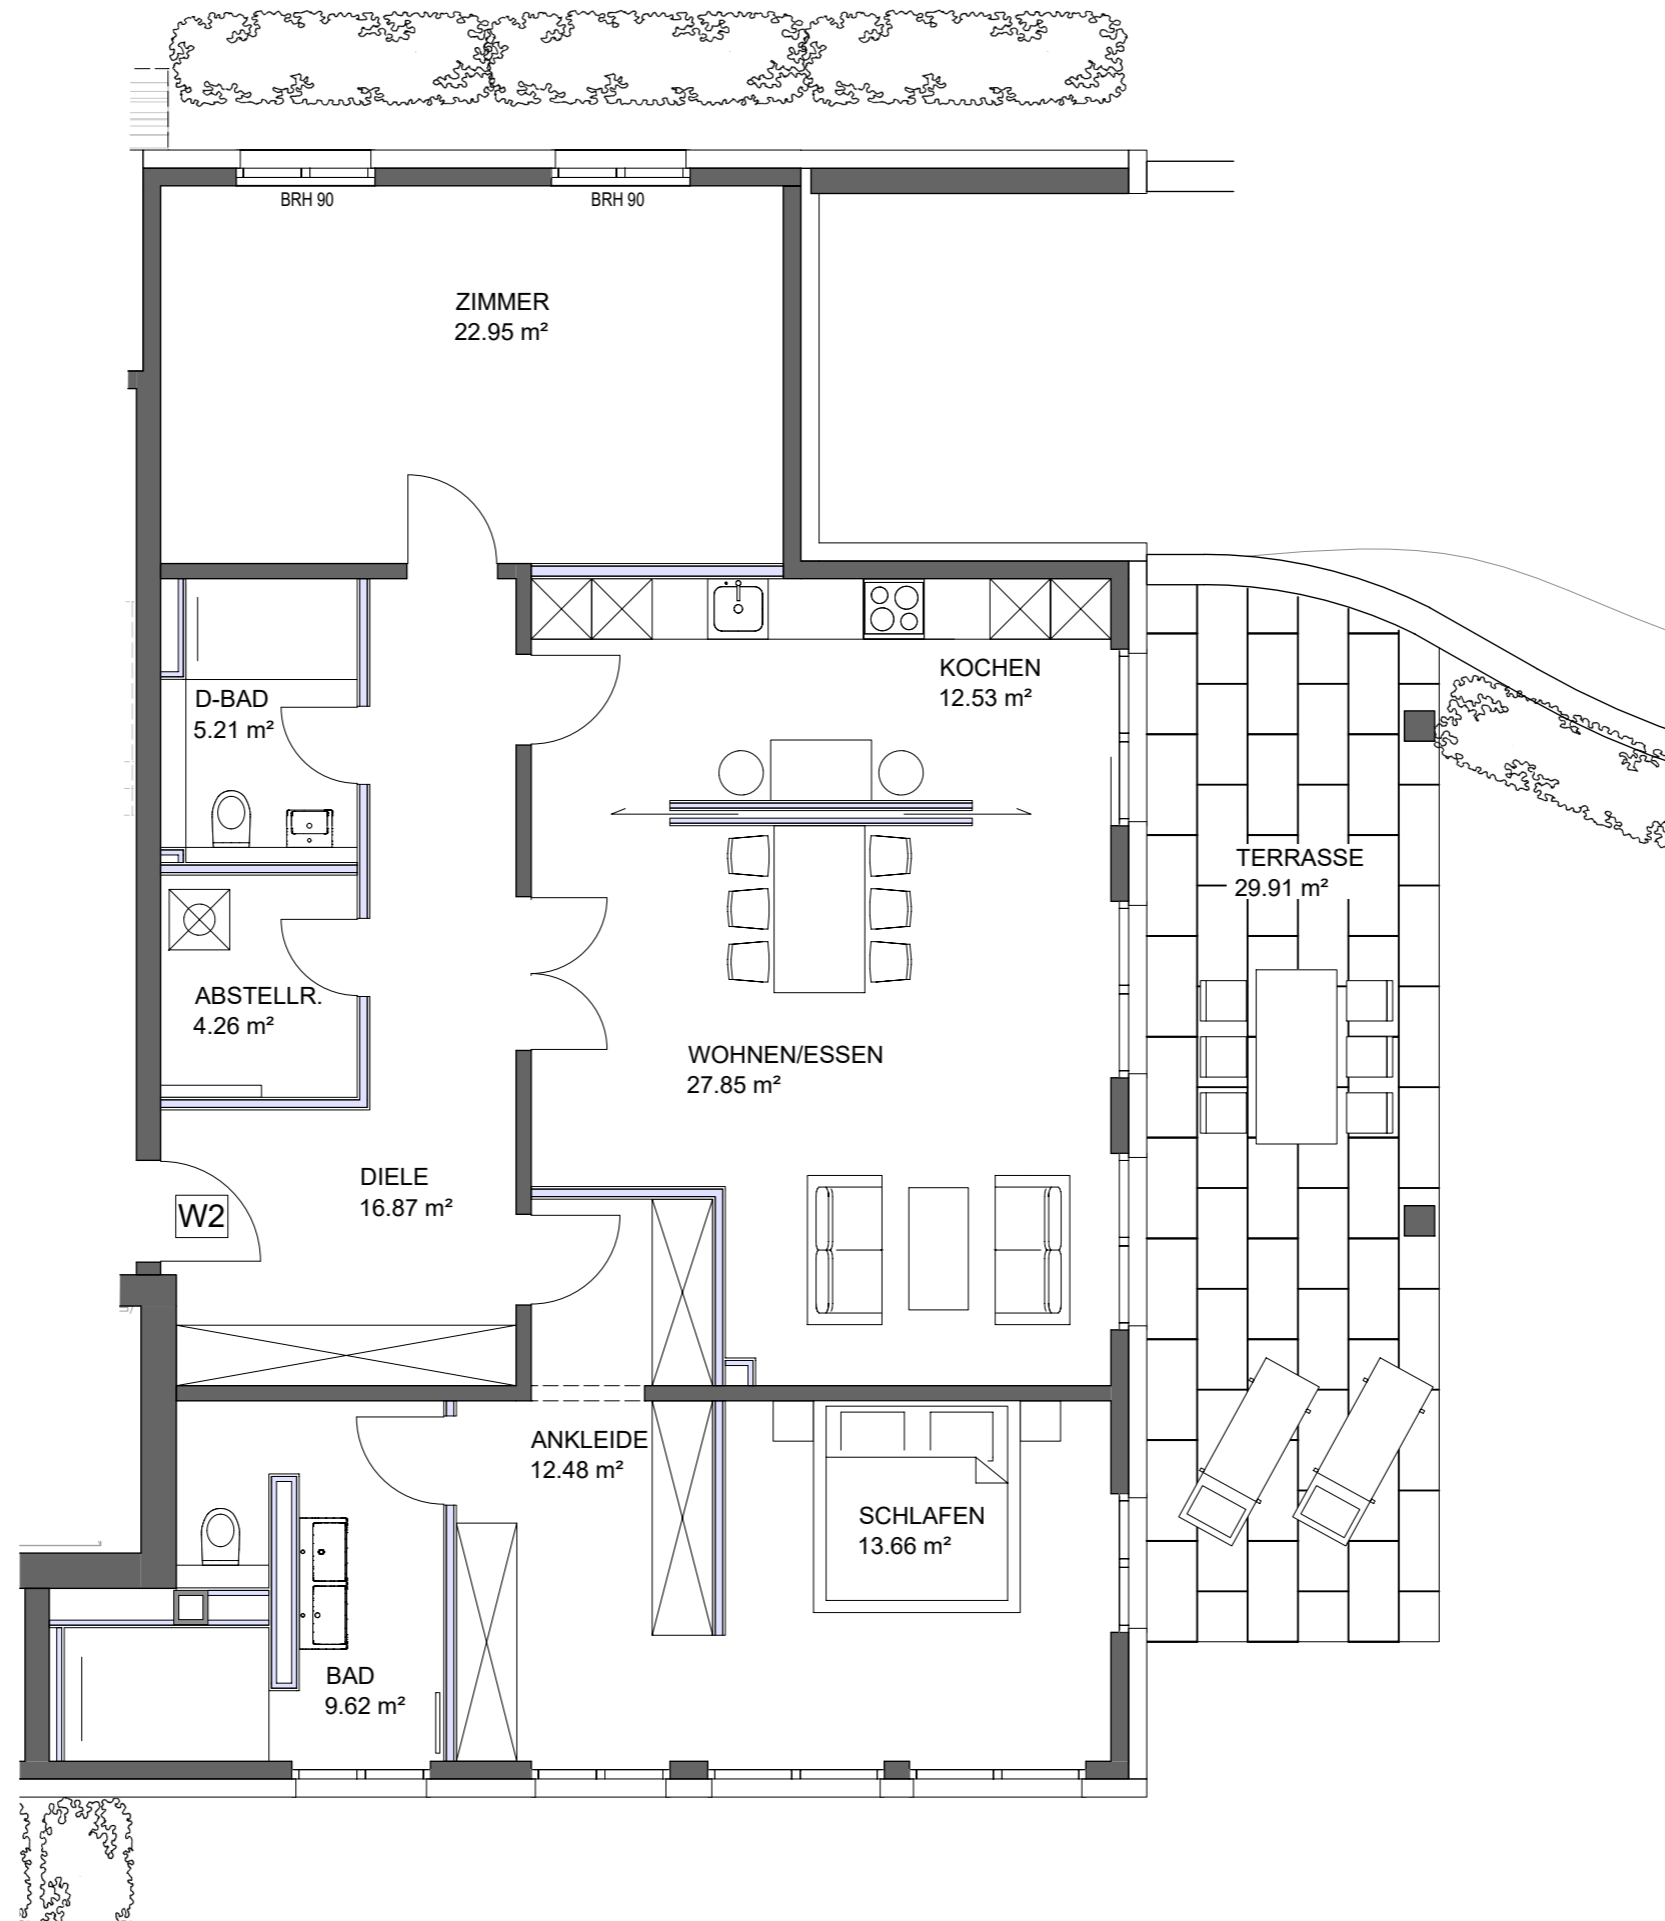 BRH 90
BRH 90
ZIMMER
22.95 m²
KOCHEN
12.53 m²
D-BAD
5.21 m²
TERRASSE
29.91 m²
ABSTELLR.
4.26 m²
WOHNEN/ESSEN
27.85 m²
DIELE
16.87 m²
W2
ANKLEIDE
12.48 m²
SCHLAFEN
13.66 m²
BAD
9.62 m²